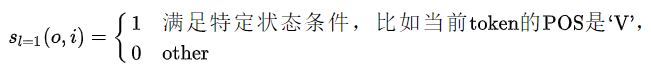 s_{l=1}(o, i) = { 1 满足特定状态条件，比如当前token的POS是‘V’，
0 other